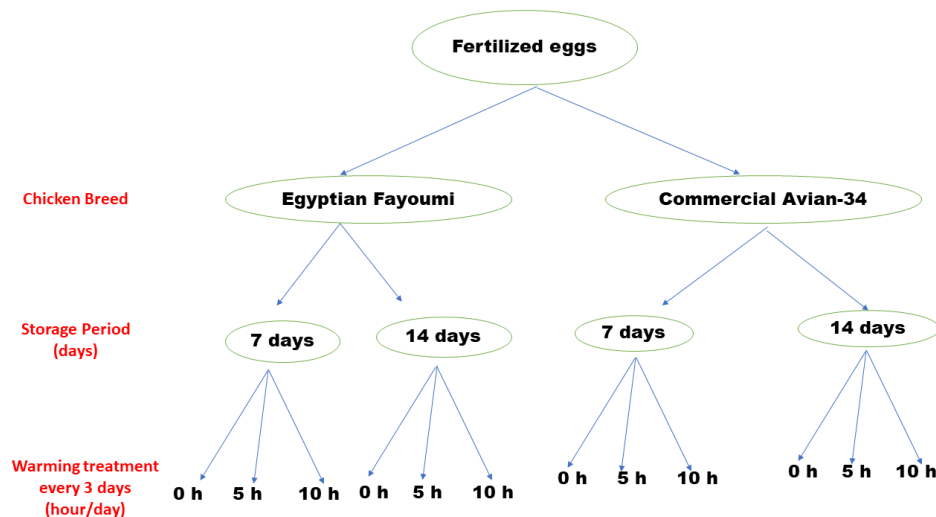 Fertilized eggs
Chicken Breed
Egyptian Fayoumi
Commercial Avian-34
Storage Period
(days)
7 days
14 days
7 days
14 days
Warming treatment
every 3 days
(hour/day)
0 h
5 h
10 h
0 h
5 h
10 h
0 h
5 h
10 h
0 h
5 h
10 h